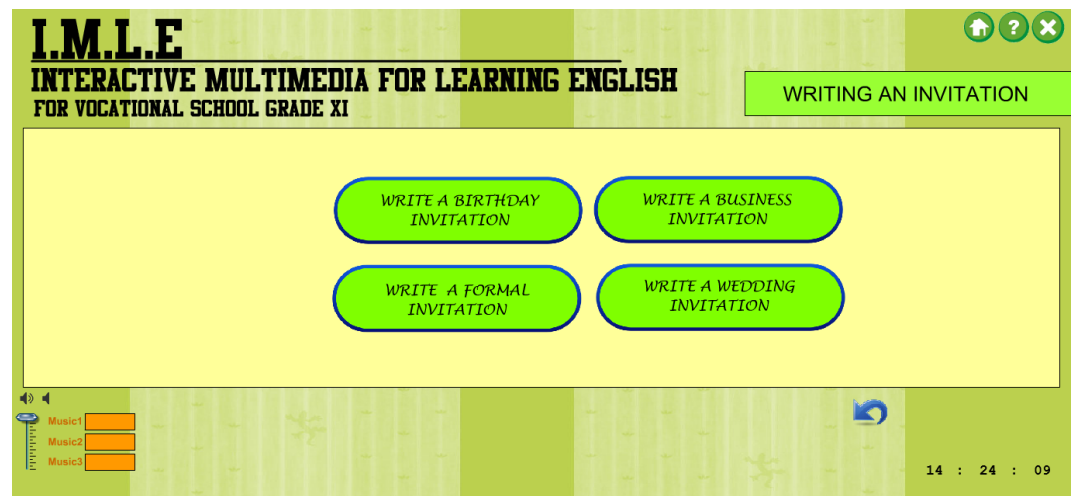 I.M.L.E
INTERACTIVE MULTIMEDIA FOR LEARNING ENGLISH
FOR VOCATIONAL SCHOOL GRADE XI
?
WRITING AN INVITATION
WRITE A BIRTHDAY
INVITATION
WRITE A BUSINESS
INVITATION
WRITE A FORMAL
INVITATION
WRITE A WEDDING
INVITATION
Music1
Music2
Music3
14 : 24 : 09